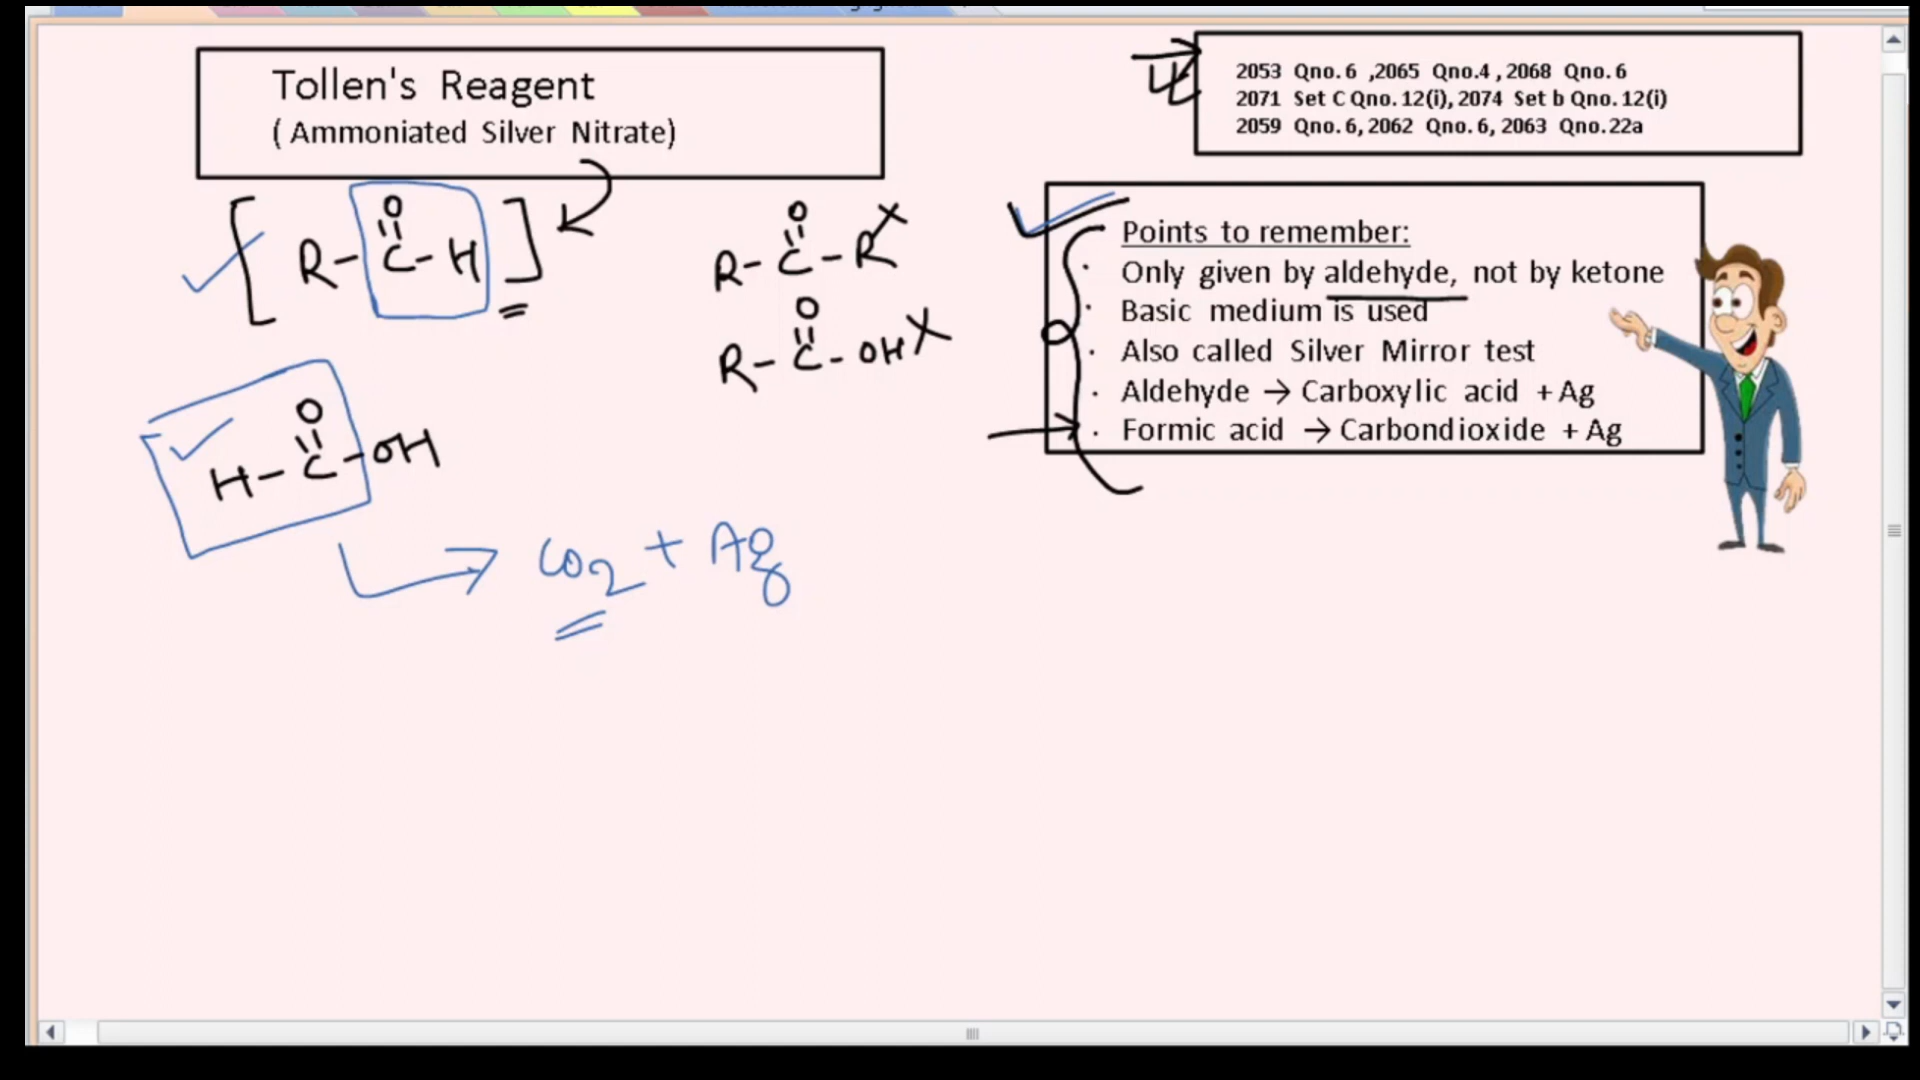 Tollen's Reagent
( Ammoniated Silver Nitrate)
2053 Qno. 6 ,2065 Qno.4 , 2068 Qno. 6
2071 Set C Qno. 12(i), 2074 Set b Qno. 12(i)
2059 Qno. 6, 2062 Qno. 6, 2063 Qno.22a
O
[ R-C-H ]
O
R-C-R X
O
R-C-OH X
Points to remember:
· Only given by aldehyde, not by ketone
· Basic medium is used
· Also called Silver Mirror test
· Aldehyde → Carboxylic acid + Ag
· Formic acid → Carbondioxide + Ag
O
H-C-OH
→ CO2 + Ag